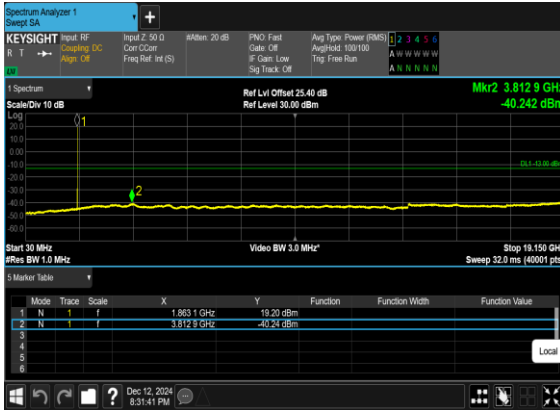 Spectrum Analyzer 1
Swept SA
+
KEYSIGHT Input: RF Input Z: 50 Ω #Atten: 20 dB PNO: Fast Avg Type: Power (RMS) 1 2 3 4 5 6
R T Coupling: DC Corr CCorr Gate: Off Avg|Hold: 100/100 A W W W W W
Align: Off Freq Ref: Int (S) IF Gain: Low Trig: Free Run
Sig Track: Off A N N N N N
1 Spectrum
Ref Lvl Offset 25.40 dB Mkr2 3.812 9 GHz
Scale/Div 10 dB Ref Level 30.00 dBm -40.242 dBm
Log
1
20.0
10.0
0.00
-10.0
DL1 -13.00 dBm
-20.0
-30.0
2
-40.0
-50.0
-60.0
Start 30 MHz Video BW 3.0 MHz* Stop 19.150 GHz
#Res BW 1.0 MHz Sweep 32.0 ms (40001 pts)
5 Marker Table
Mode Trace Scale X Y Function Function Width Function Value
1 N 1 f 1.863 1 GHz 19.20 dBm
2 N 1 f 3.812 9 GHz -40.24 dBm
3
4
5
6
Local
? Dec 12, 2024
8:31:41 PM